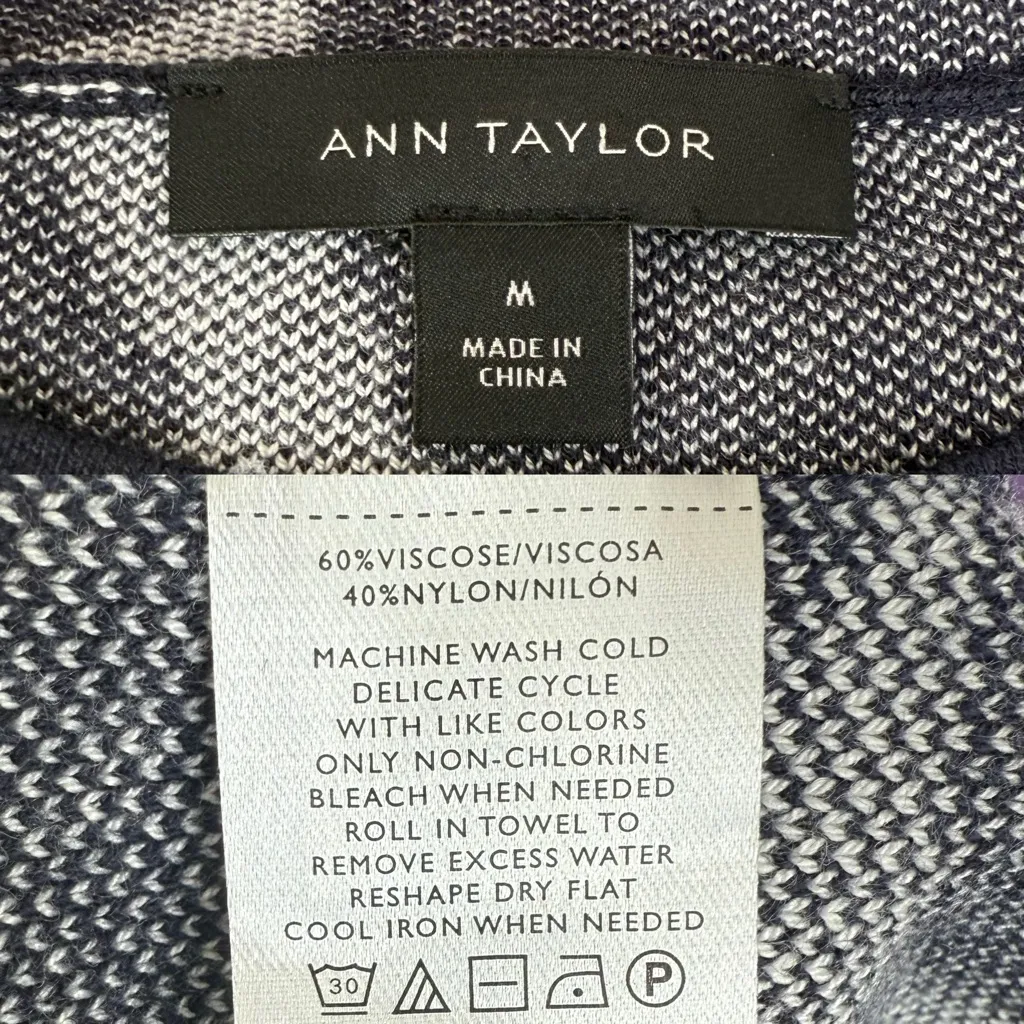 ANN TAYLOR
M
MADE IN
CHINA
60%VISCOSE/VISCOSA
40%NYLON/NILÓN
MACHINE WASH COLD
DELICATE CYCLE
WITH LIKE COLORS
ONLY NON-CHLORINE
BLEACH WHEN NEEDED
ROLL IN TOWEL TO
REMOVE EXCESS WATER
RESHAPE DRY FLAT
COOL IRON WHEN NEEDED
30 P